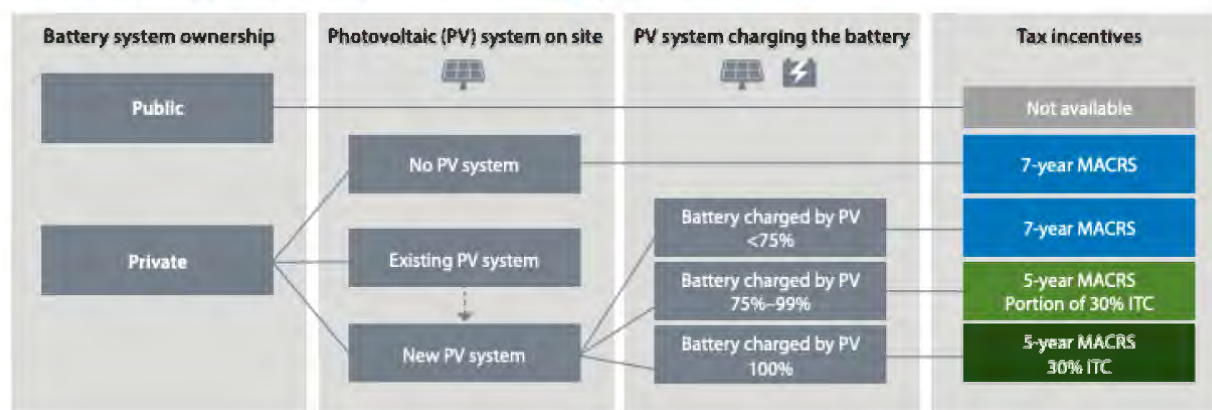 Battery system ownership
Photovoltaic (PV) system on site
PV system charging the battery
Tax incentives
Public
Not available
No PV system
7-year MACRS
Private
Existing PV system
New PV system
Battery charged by PV
<75%
7-year MACRS
Battery charged by PV
75%–99%
5-year MACRS
Portion of 30% ITC
Battery charged by PV
100%
5-year MACRS
30% ITC